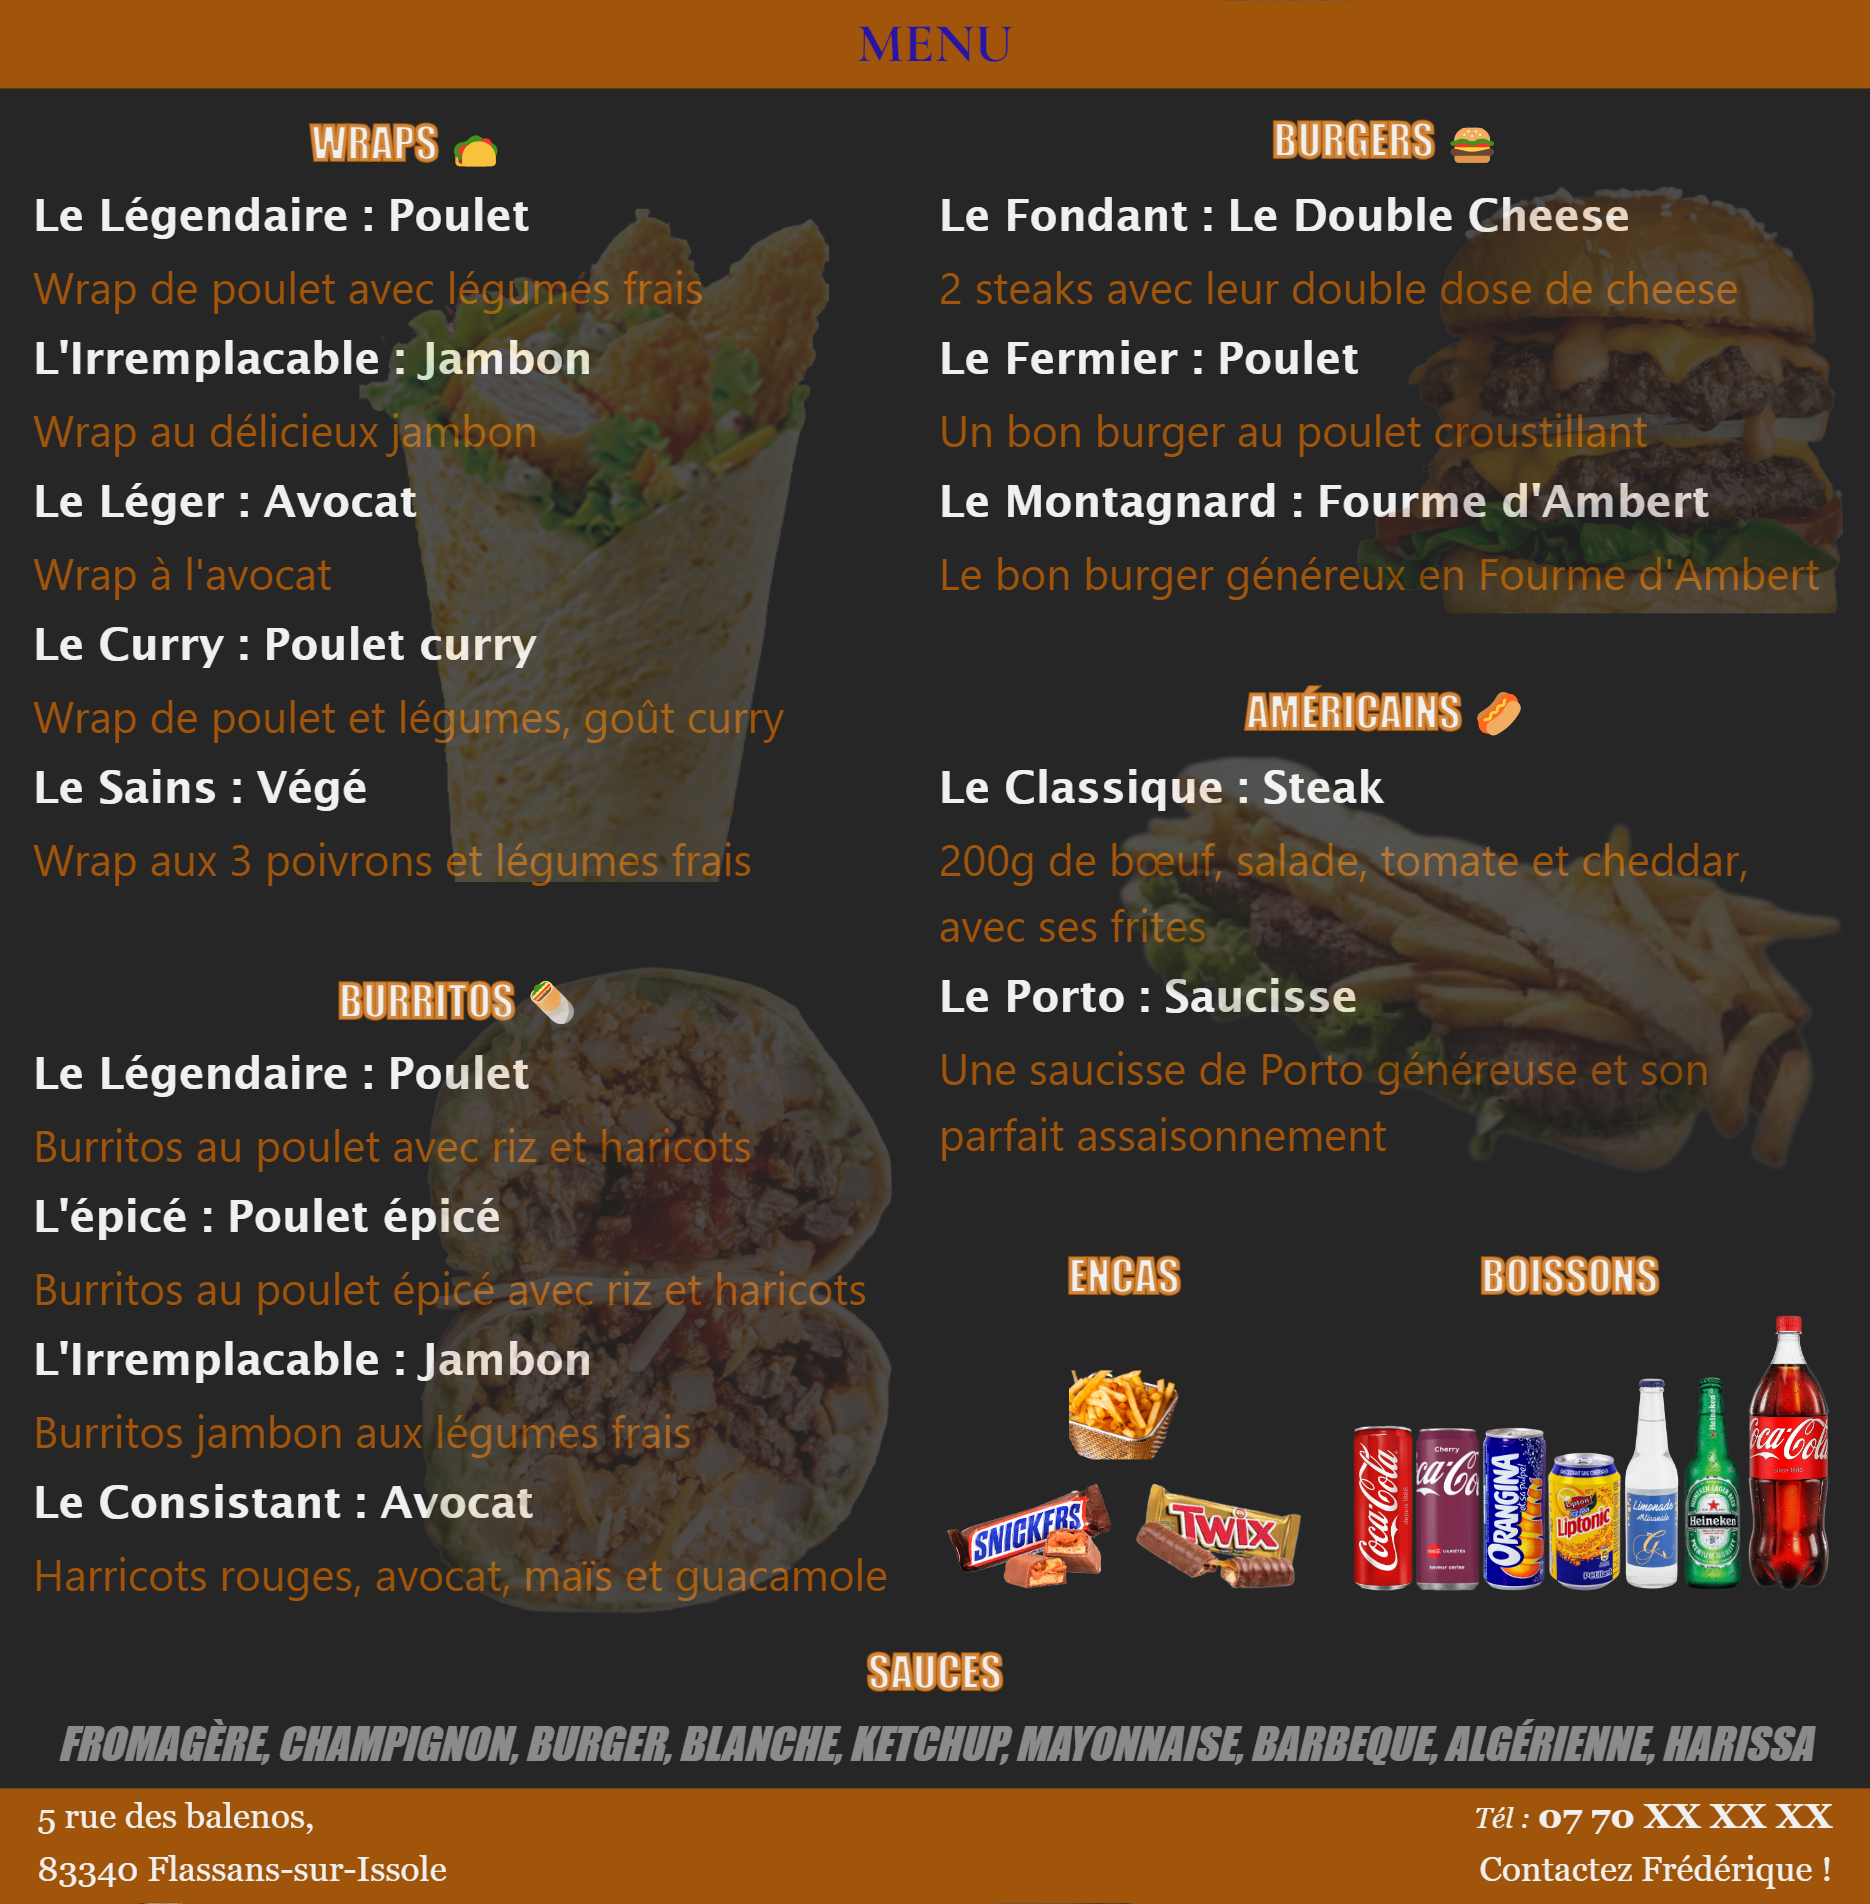 MENU
WRAPS
Le Légendaire : Poulet
Wrap de poulet avec légumes frais
L'Irremplacable : Jambon
Wrap au délicieux jambon
Le Léger : Avocat
Wrap à l'avocat
Le Curry : Poulet curry
Wrap de poulet et légumes, goût curry
Le Sains : Végé
Wrap aux 3 poivrons et légumes frais
BURRITOS
Le Légendaire : Poulet
Burritos au poulet avec riz et haricots
L'épicé : Poulet épicé
Burritos au poulet épicé avec riz et haricots
L'Irremplacable : Jambon
Burritos jambon aux légumes frais
Le Consistant : Avocat
Harricots rouges, avocat, maïs et guacamole
BURGERS
Le Fondant : Le Double Cheese
2 steaks avec leur double dose de cheese
Le Fermier : Poulet
Un bon burger au poulet croustillant
Le Montagnard : Fourme d'Ambert
Le bon burger généreux en Fourme d'Ambert
AMÉRICAINS
Le Classique : Steak
200g de bœuf, salade, tomate et cheddar,
avec ses frites
Le Porto : Saucisse
Une saucisse de Porto généreuse et son
parfait assaisonnement
ENCAS
SNICKERS
TWIX
BOISSONS
Coca-Cola
Cherry
ca-Co
ORANGINA
Lipton
Liptonic
Limonade
Artisanale
G
Heineken
Heineken
oca-Cola
SAUCES
FROMAGÈRE, CHAMPIGNON, BURGER, BLANCHE, KETCHUP, MAYONNAISE, BARBEQUE, ALGÉRIENNE, HARISSA
5 rue des balenos,
83340 Flassans-sur-Issole
Tél : 07 70 XX XX XX
Contactez Frédérique !